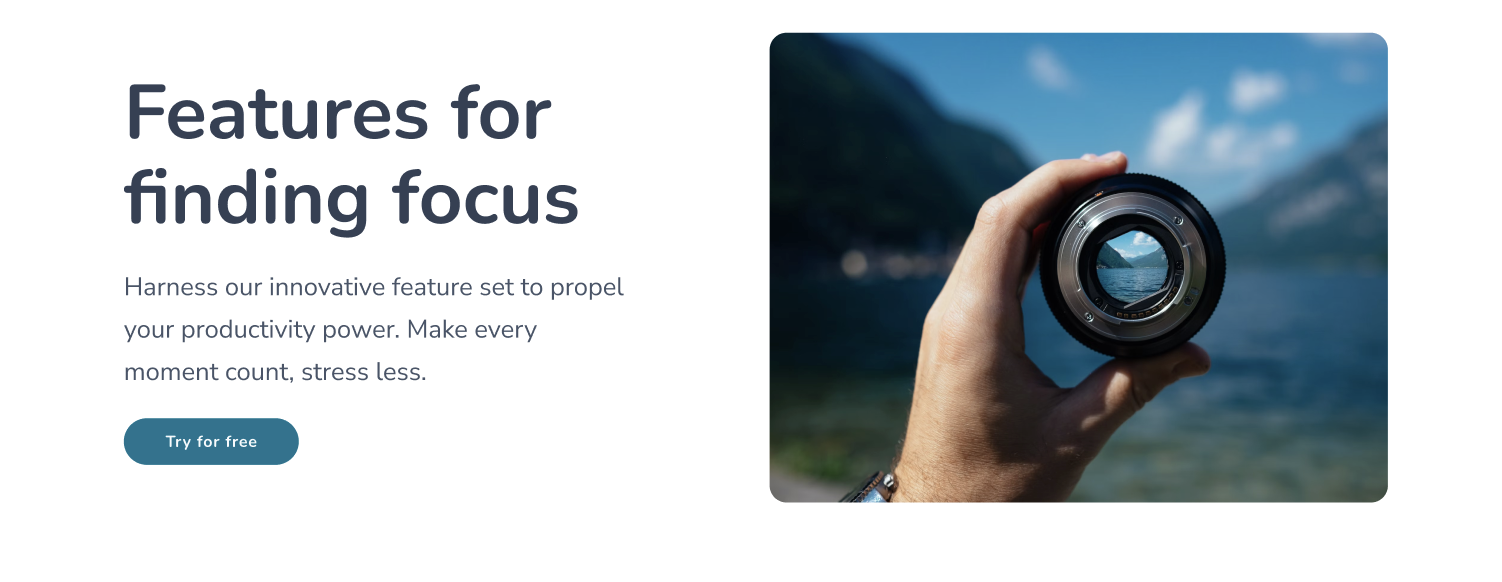 Features for
finding focus
Harness our innovative feature set to propel
your productivity power. Make every
moment count, stress less.
Try for free